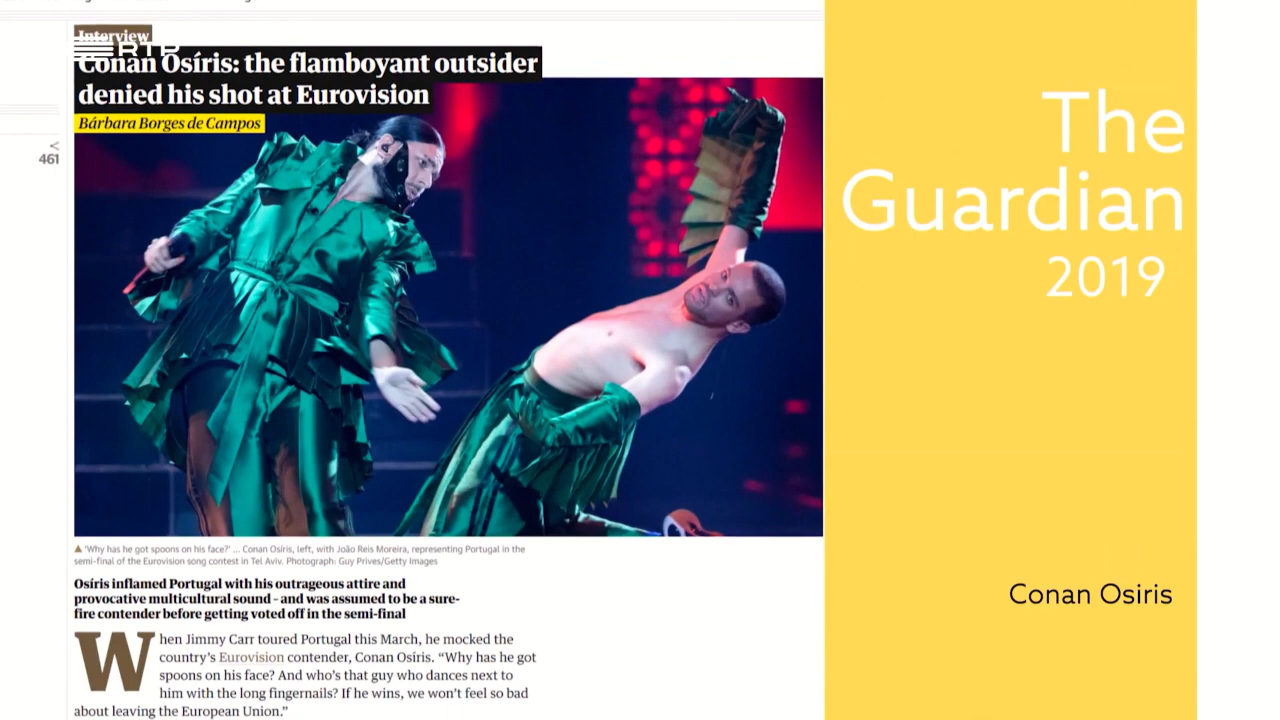 Interview
RTP
Conan Osíris: the flamboyant outsider
denied his shot at Eurovision
Bárbara Borges de Campos
<
461
▲ 'Why has he got spoons on his face?' ... Conan Osíris, left, with João Reis Moreira, representing Portugal in the
semi-final of the Eurovision song contest in Tel Aviv. Photograph: Guy Prives/Getty Images
Osíris inflamed Portugal with his outrageous attire and
provocative multicultural sound – and was assumed to be a sure-
fire contender before getting voted off in the semi-final
When Jimmy Carr toured Portugal this March, he mocked the
country's Eurovision contender, Conan Osíris. “Why has he got
spoons on his face? And who's that guy who dances next to
him with the long fingernails? If he wins, we won't feel so bad
about leaving the European Union.”
The
Guardian
2019
Conan Osiris